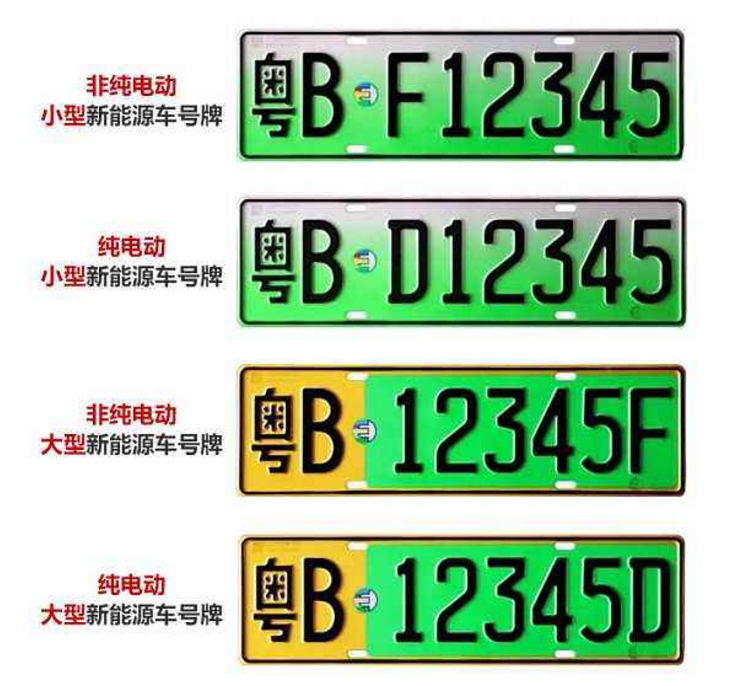 非纯电动
小型新能源车号牌
粤B F12345
纯电动
小型新能源车号牌
粤B D12345
非纯电动
大型新能源车号牌
粤B 12345F
纯电动
大型新能源车号牌
粤B 12345D